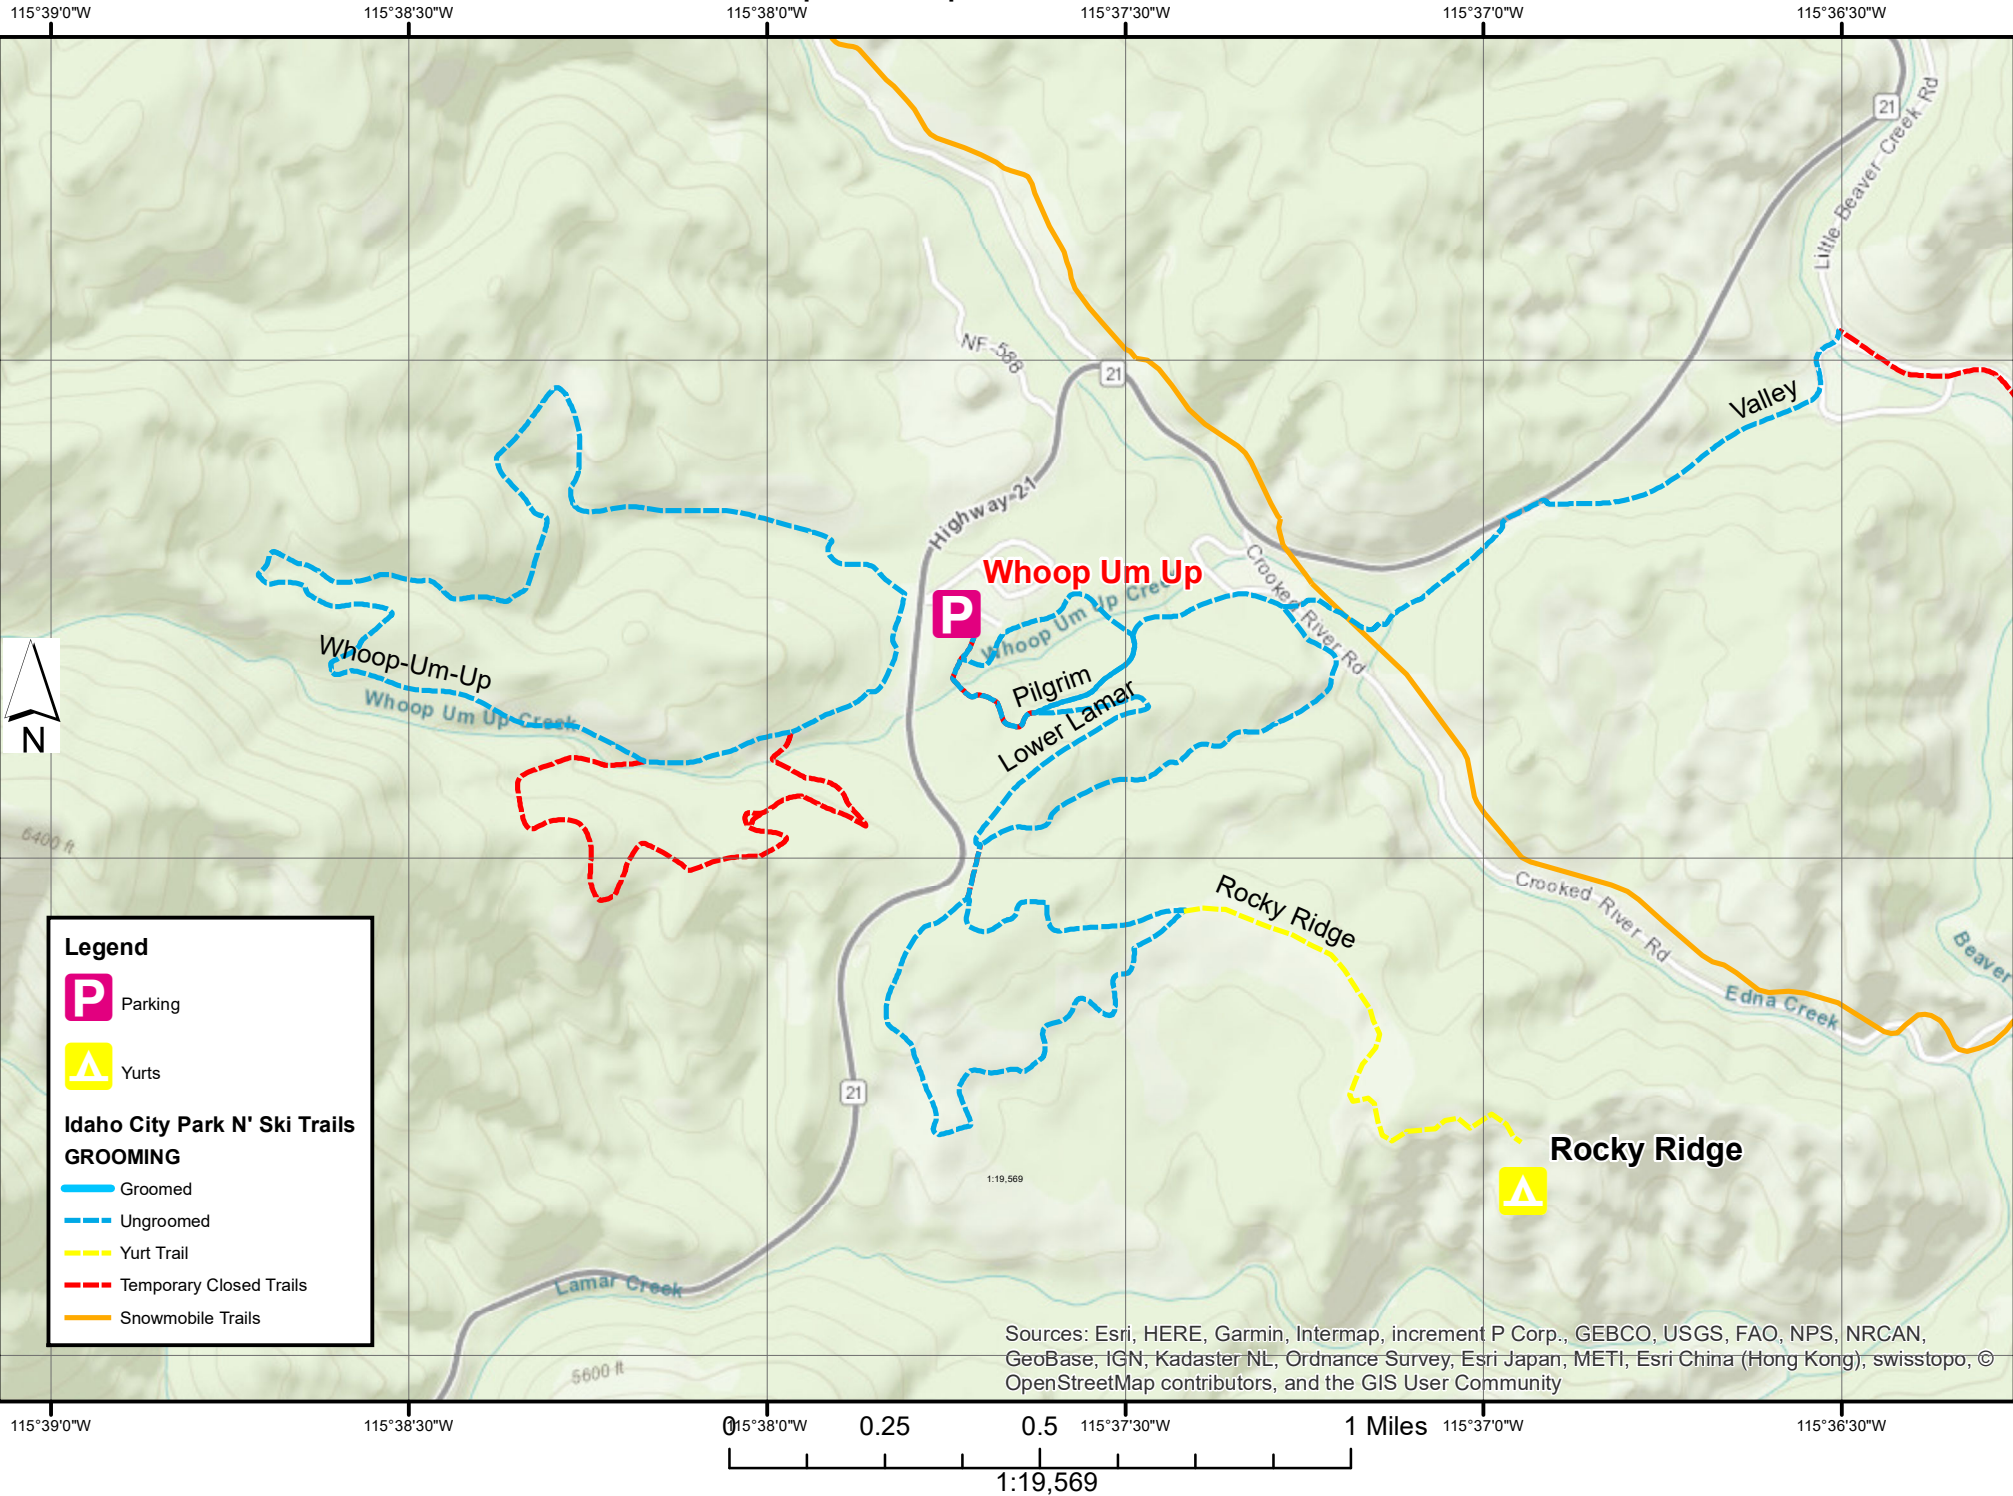 115°39'0"W
115°38'30"W
115°38'0"W
115°37'30"W
115°37'0"W
115°36'30"W
21
Little Beaver Creek Rd
NF-588
21
Valley
Highway-21
Whoop Um Up
P
Whoop Um Up Creek
Crooked River Rd
Whoop-Um-Up
Whoop Um Up Creek
Pilgrim
Lower Lamar
N
6400 ft
Rocky Ridge
Crooked River Rd
Beaver
Edna Creek
Legend
P
Parking
Yurts
Idaho City Park N' Ski Trails
GROOMING
Groomed
Ungroomed
Yurt Trail
Temporary Closed Trails
Snowmobile Trails
21
Rocky Ridge
1:19,569
Lamar Creek
5600 ft
Sources: Esri, HERE, Garmin, Intermap, increment P Corp., GEBCO, USGS, FAO, NPS, NRCAN,
GeoBase, IGN, Kadaster NL, Ordnance Survey, Esri Japan, METI, Esri China (Hong Kong), swisstopo, ©
OpenStreetMap contributors, and the GIS User Community
115°39'0"W
115°38'30"W
115°38'0"W
115°37'30"W
115°37'0"W
115°36'30"W
0 0.25 0.5 1 Miles
1:19,569